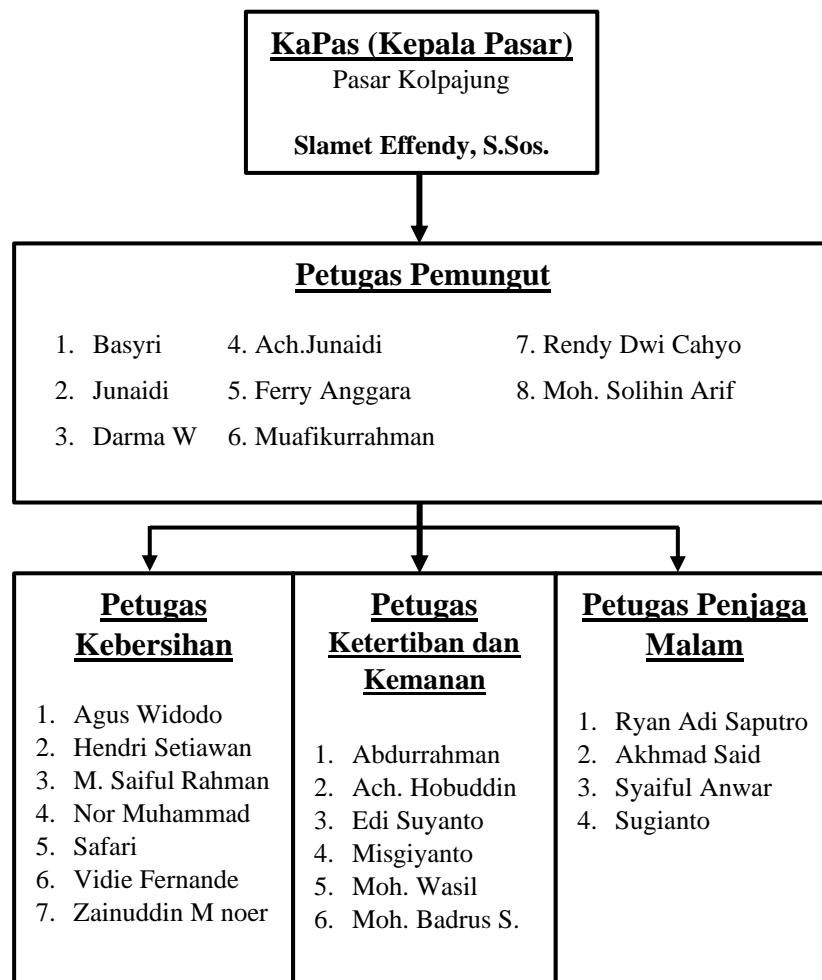 KaPas (Kepala Pasar)
Pasar Kolpajung
Slamet Effendy, S.Sos.
Petugas Pemungut
1. Basyri
2. Junaidi
3. Darma W
4. Ach.Junaidi
5. Ferry Anggara
6. Muafikurrahman
7. Rendy Dwi Cahyo
8. Moh. Solihin Arif
Petugas
Kebersihan
1. Agus Widodo
2. Hendri Setiawan
3. M. Saiful Rahman
4. Nor Muhammad
5. Safari
6. Vidie Fernande
7. Zainuddin M noer
Petugas
Ketertiban dan
Kemanan
1. Abdurrahman
2. Ach. Hobuddin
3. Edi Suyanto
4. Misgiyanto
5. Moh. Wasil
6. Moh. Badrus S.
Petugas Penjaga
Malam
1. Ryan Adi Saputro
2. Akhmad Said
3. Syaiful Anwar
4. Sugianto